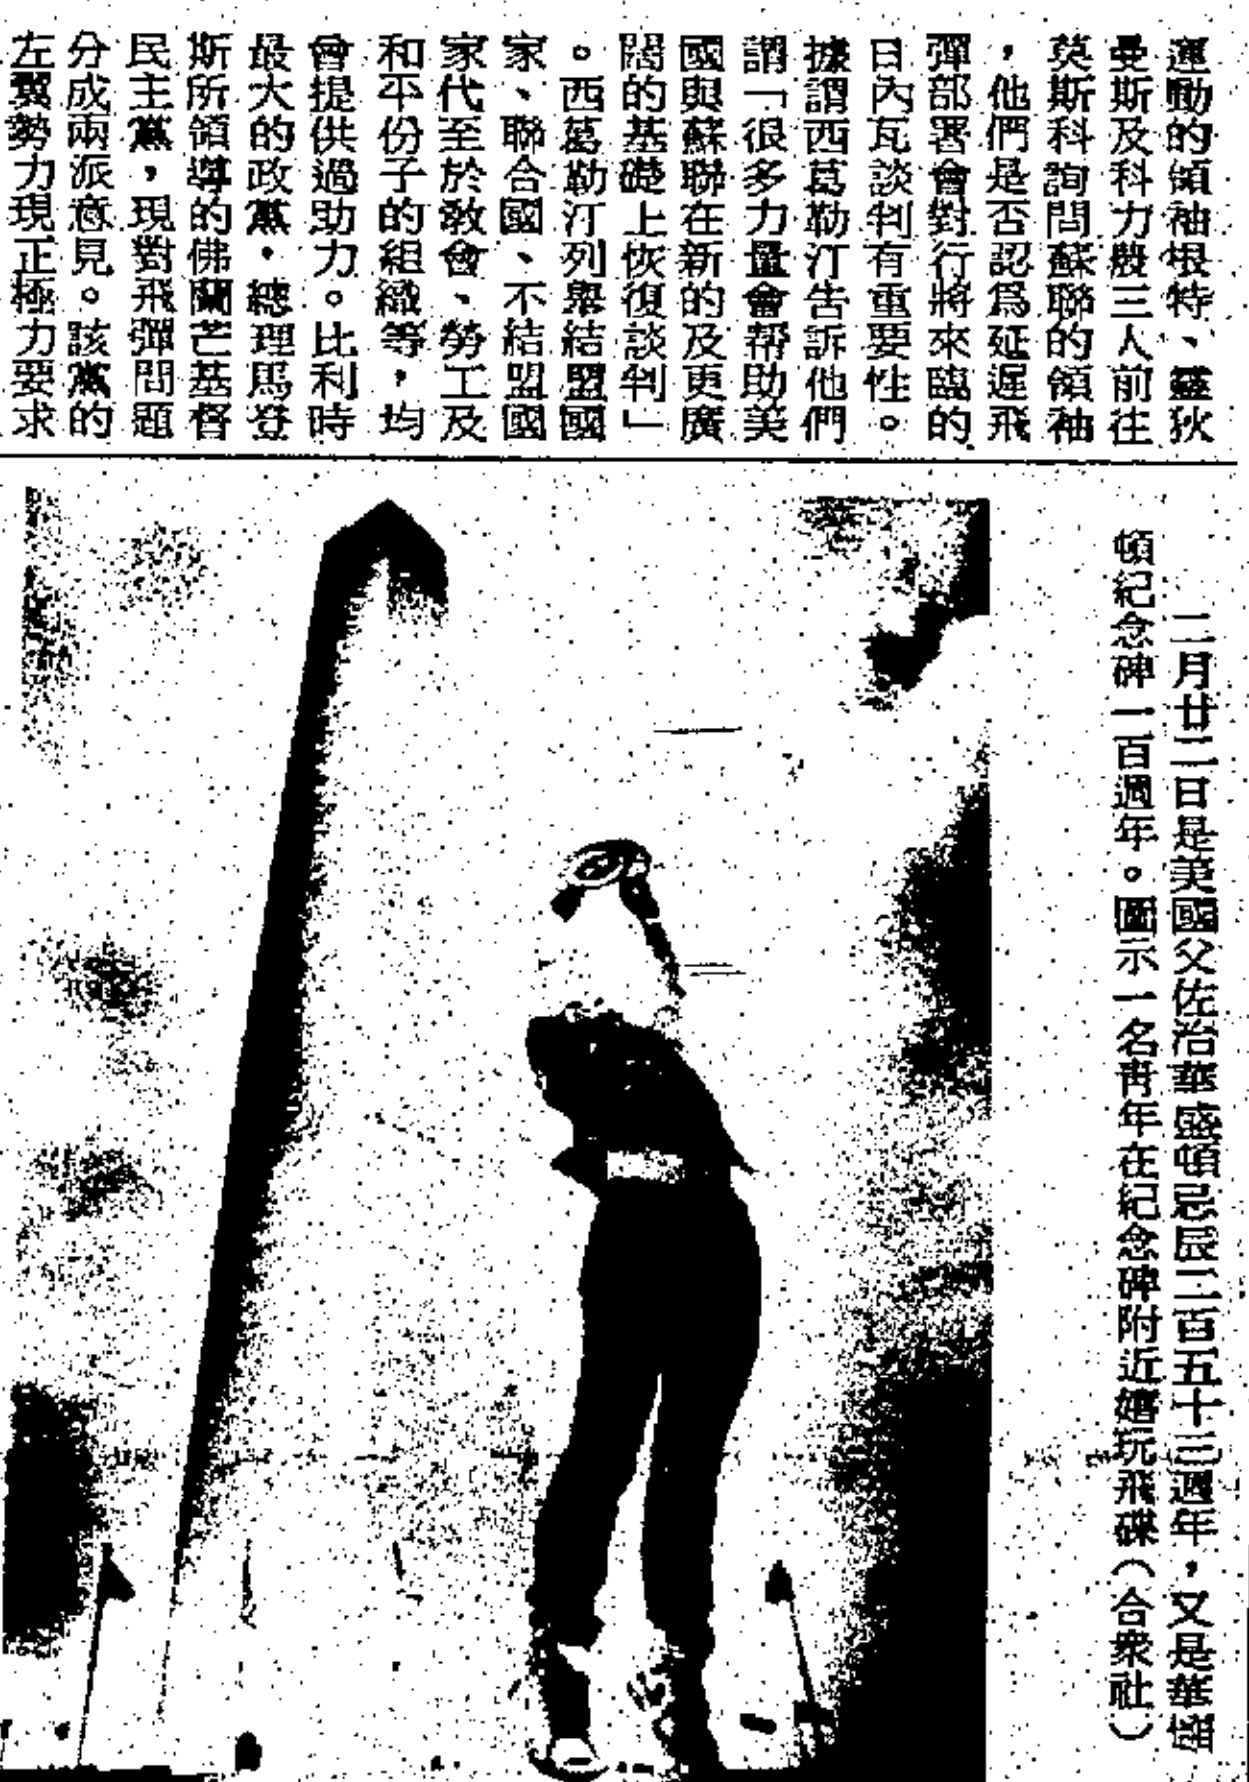 運動的領袖根特、靈狄
曼斯及科力農三人前往
莫斯科詢問蘇聯的領袖
，他們是否認爲延遲飛
彈部署會對行將來臨的
日內瓦談判有重要性。
據謂西葛勒汀吿訴他們
謂「很多力量會帮助美
國與蘇聯在新的及更廣
闊的基礎上恢復談判」
。西葛勒汀列舉結盟國
家、聯合國、不結盟國
家代至於敎會、勞工及
和平份子的組織等，均
曾提供過助力。比利時
最大的政黨，總理馬登
斯所領導的佛蘭芒基督
民主黨，現對飛彈問題
分成兩派意見。該黨的
左翼勢力現正極力要求
二月廿二日是美國父佐治華盛頓忌辰二百五十三週年，又是華盛
頓紀念碑一百週年。圖示一名靑年在紀念碑附近嬉玩飛碟（合衆社）